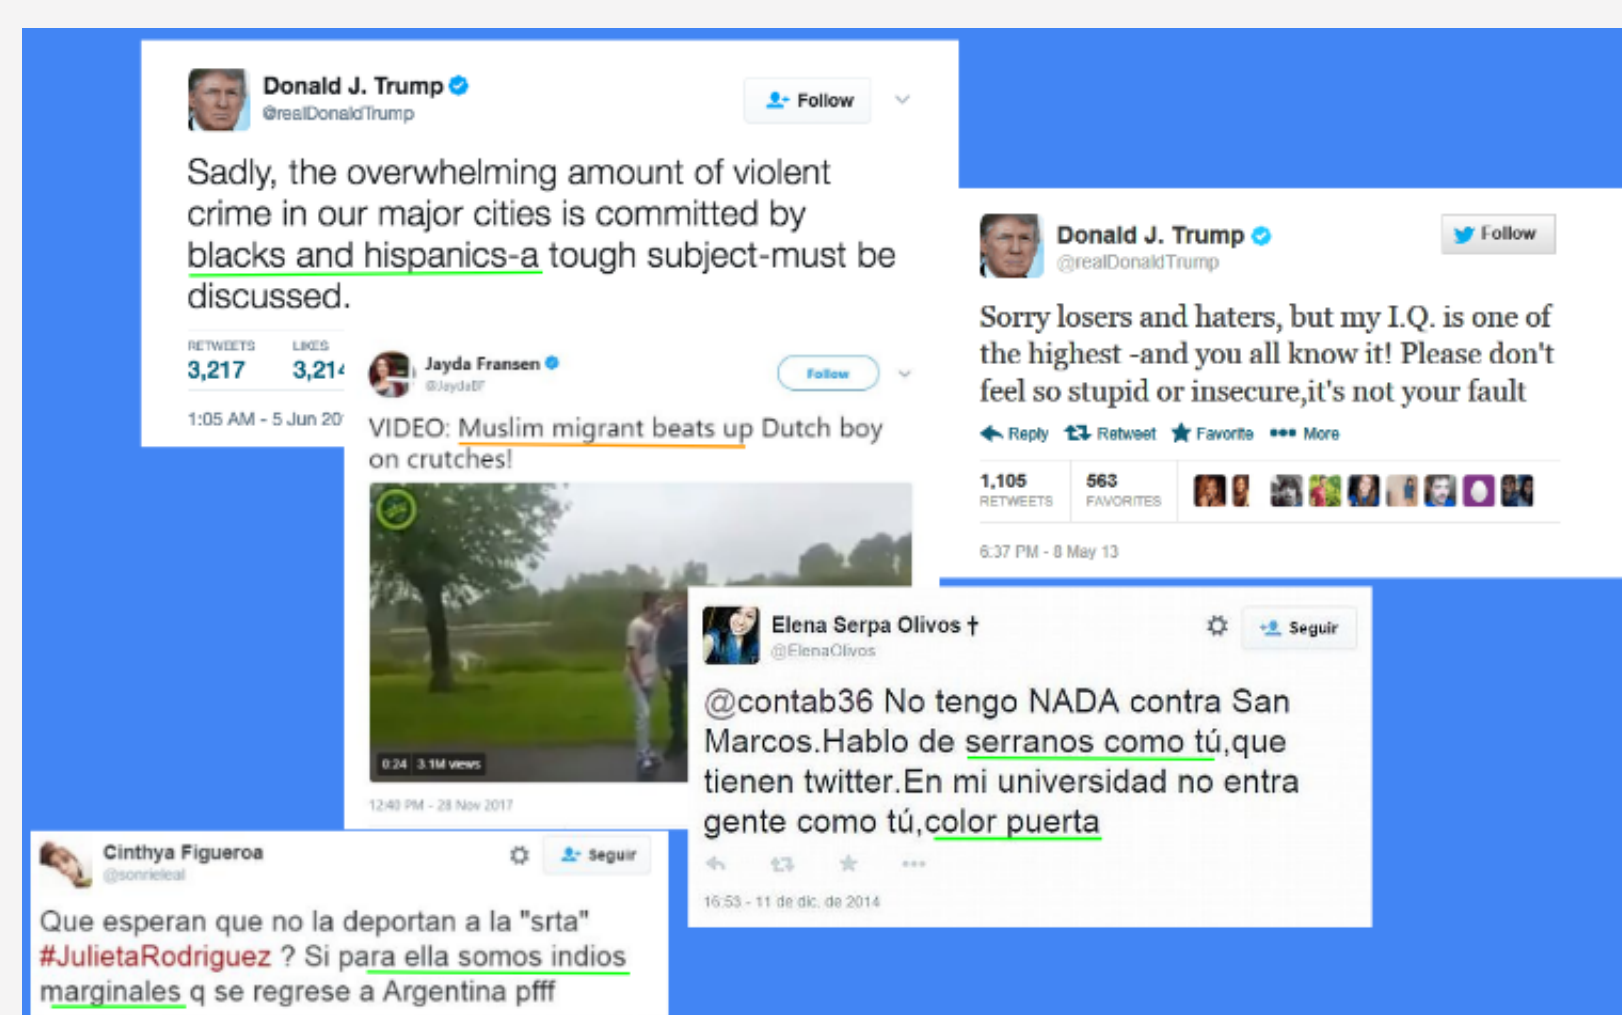 Donald J. Trump
@realDonaldTrump
Follow
Sadly, the overwhelming amount of violent
crime in our major cities is committed by
blacks and hispanics-a tough subject-must be
discussed.
RETWEETS LIKES
3,217 3,214
1:05 AM - 5 Jun 20
Donald J. Trump
@realDonaldTrump
Follow
Sorry losers and haters, but my I.Q. is one of
the highest -and you all know it! Please don't
feel so stupid or insecure,it's not your fault
Reply Retweet Favorite More
1,105 563
RETWEETS FAVORITES
6:37 PM - 8 May 13
Jayda Fransen
@JaydaBF
Follow
VIDEO: Muslim migrant beats up Dutch boy
on crutches!
0:24 3.1M views
12:40 PM - 28 Nov 2017
Elena Serpa Olivos †
@ElenaOlivos
Seguir
@contab36 No tengo NADA contra San
Marcos.Hablo de serranos como tú,que
tienen twitter.En mi universidad no entra
gente como tú,color puerta
16:53 - 11 de dic. de 2014
Cinthya Figueroa
@sonrieleal
Seguir
Que esperan que no la deportan a la "srta"
#JulietaRodriguez ? Si para ella somos indios
marginales q se regrese a Argentina pfff